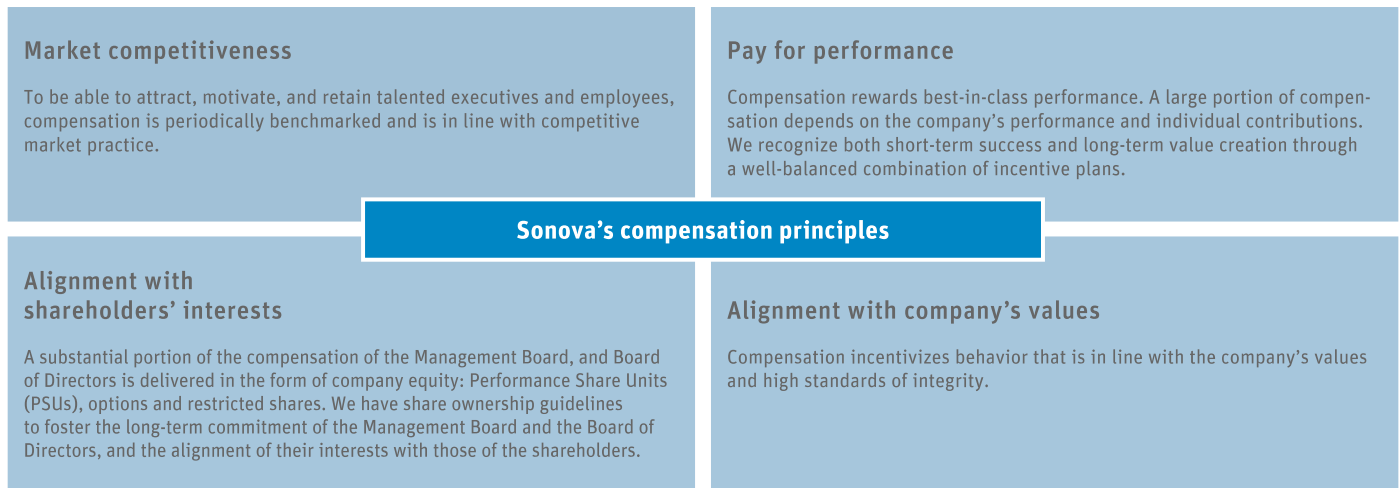 Market competitiveness
To be able to attract, motivate, and retain talented executives and employees,
compensation is periodically benchmarked and is in line with competitive
market practice.
Pay for performance
Compensation rewards best-in-class performance. A large portion of compen-
sation depends on the company’s performance and individual contributions.
We recognize both short-term success and long-term value creation through
a well-balanced combination of incentive plans.
Sonova’s compensation principles
Alignment with
shareholders’ interests
A substantial portion of the compensation of the Management Board, and Board
of Directors is delivered in the form of company equity: Performance Share Units
(PSUs), options and restricted shares. We have share ownership guidelines
to foster the long-term commitment of the Management Board and the Board of
Directors, and the alignment of their interests with those of the shareholders.
Alignment with company’s values
Compensation incentivizes behavior that is in line with the company’s values
and high standards of integrity.